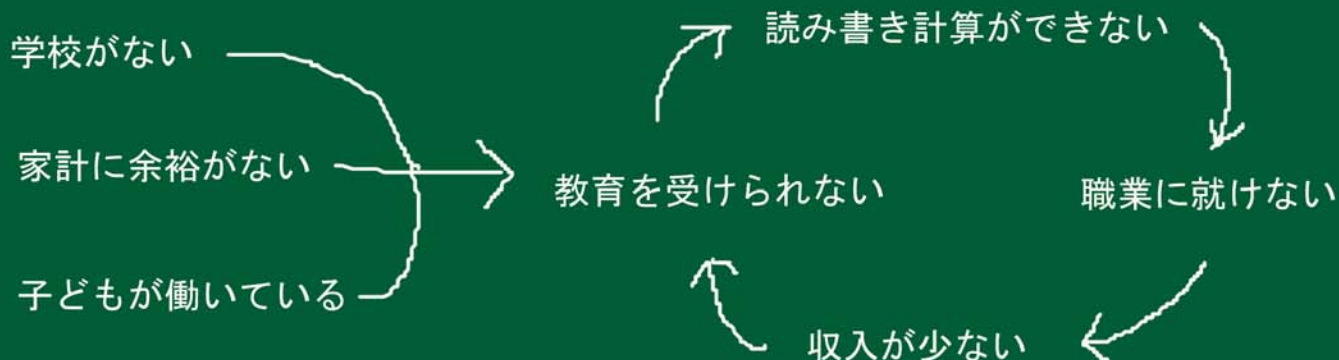 学校がない
家計に余裕がない
子どもが働いている
教育を受けられない
読み書き計算ができない
職業に就けない
収入が少ない